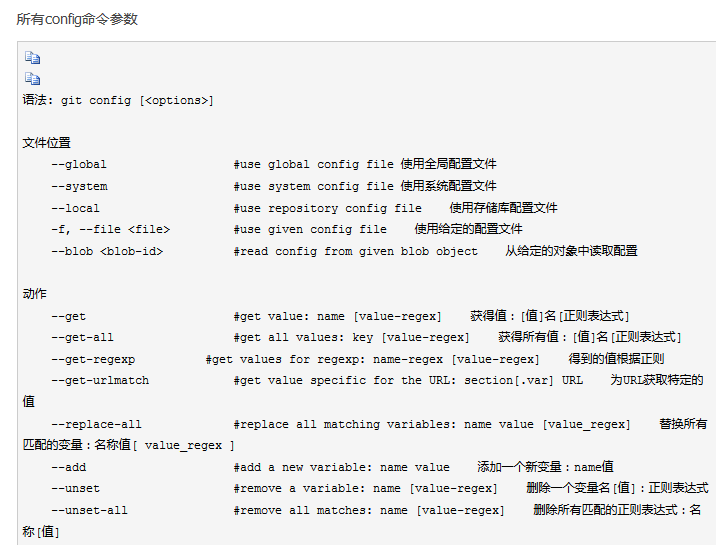 所有config命令参数
语法: git config [<options>]
文件位置
--global #use global config file 使用全局配置文件
--system #use system config file 使用系统配置文件
--local #use repository config file 使用存储库配置文件
-f, --file <file> #use given config file 使用给定的配置文件
--blob <blob-id> #read config from given blob object 从给定的对象中读取配置
动作
--get #get value: name [value-regex] 获得值：[值]名[正则表达式]
--get-all #get all values: key [value-regex] 获得所有值：[值]名[正则表达式]
--get-regexp #get values for regexp: name-regex [value-regex] 得到的值根据正则
--get-urlmatch #get value specific for the URL: section[.var] URL 为URL获取特定的
值
--replace-all #replace all matching variables: name value [value_regex] 替换所有
匹配的变量：名称值[ value_regex ]
--add #add a new variable: name value 添加一个新变量：name值
--unset #remove a variable: name [value-regex] 删除一个变量名[值]：正则表达式
--unset-all #remove all matches: name [value-regex] 删除所有匹配的正则表达式：名
称[值]